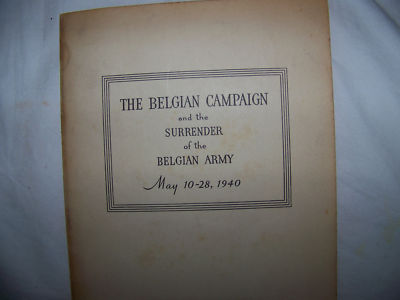 THE BELGIAN CAMPAIGN
and the
SURRENDER
of the
BELGIAN ARMY
May 10-28, 1940